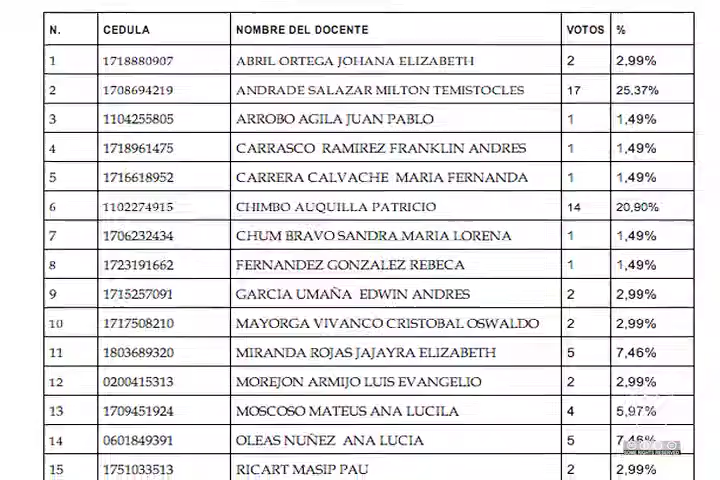 N. CEDULA NOMBRE DEL DOCENTE VOTOS %
1 1718880907 ABRIL ORTEGA JOHANA ELIZABETH 2 2,99%
2 1708694219 ANDRADE SALAZAR MILTON TEMISTOCLES 17 25,37%
3 1104255805 ARROBO AGILA JUAN PABLO 1 1,49%
4 1718961475 CARRASCO RAMIREZ FRANKLIN ANDRES 1 1,49%
5 1716618952 CARRERA CALVACHE MARIA FERNANDA 1 1,49%
6 1102274915 CHIMBO AUQUILLA PATRICIO 14 20,90%
7 1706232434 CHUM BRAVO SANDRA MARIA LORENA 1 1,49%
8 1723191662 FERNANDEZ GONZALEZ REBECA 1 1,49%
9 1715257091 GARCIA UMAÑA EDWIN ANDRES 2 2,99%
10 1717508210 MAYORGA VIVANCO CRISTOBAL OSWALDO 2 2,99%
11 1803689320 MIRANDA ROJAS JAJAYRA ELIZABETH 5 7,46%
12 0200415313 MOREJON ARMIJO LUIS EVANGELIO 2 2,99%
13 1709451924 MOSCOSO MATEUS ANA LUCILA 4 5,97%
14 0601849391 OLEAS NUÑEZ ANA LUCIA 5 7,46%
SOME RIGHTS RESERVED
15 1751033513 RICART MASIP PAU 2 2,99%